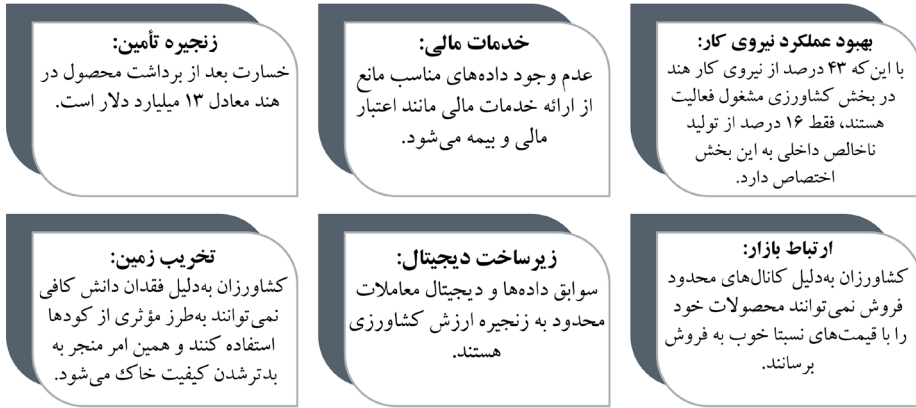 بهبود عملکرد نیروی کار:
با این‌که ۴۳ درصد از نیروی کار هند
در بخش کشاورزی مشغول فعالیت
هستند، فقط ۱۶ درصد از تولید
ناخالص داخلی به این بخش
اختصاص دارد.
خدمات مالی:
عدم وجود داده‌های مناسب مانع
از ارائه خدمات مالی مانند اعتبار
مالی و بیمه می‌شود.
زنجیره تأمین:
خسارت بعد از برداشت محصول در
هند معادل ۱۳ میلیارد دلار است.
ارتباط بازار:
کشاورزان به‌دلیل کانال‌های محدود
فروش نمی‌توانند محصولات خود
را با قیمت‌های نسبتا خوب به فروش
برسانند.
زیرساخت دیجیتال:
سوابق داده‌ها و دیجیتال معاملات
محدود به زنجیره ارزش کشاورزی
هستند.
تخریب زمین:
کشاورزان به‌دلیل فقدان دانش کافی
نمی‌توانند به‌طرز مؤثری از کودها
استفاده کنند و همین امر منجر به
بدترشدن کیفیت خاک می‌شود.